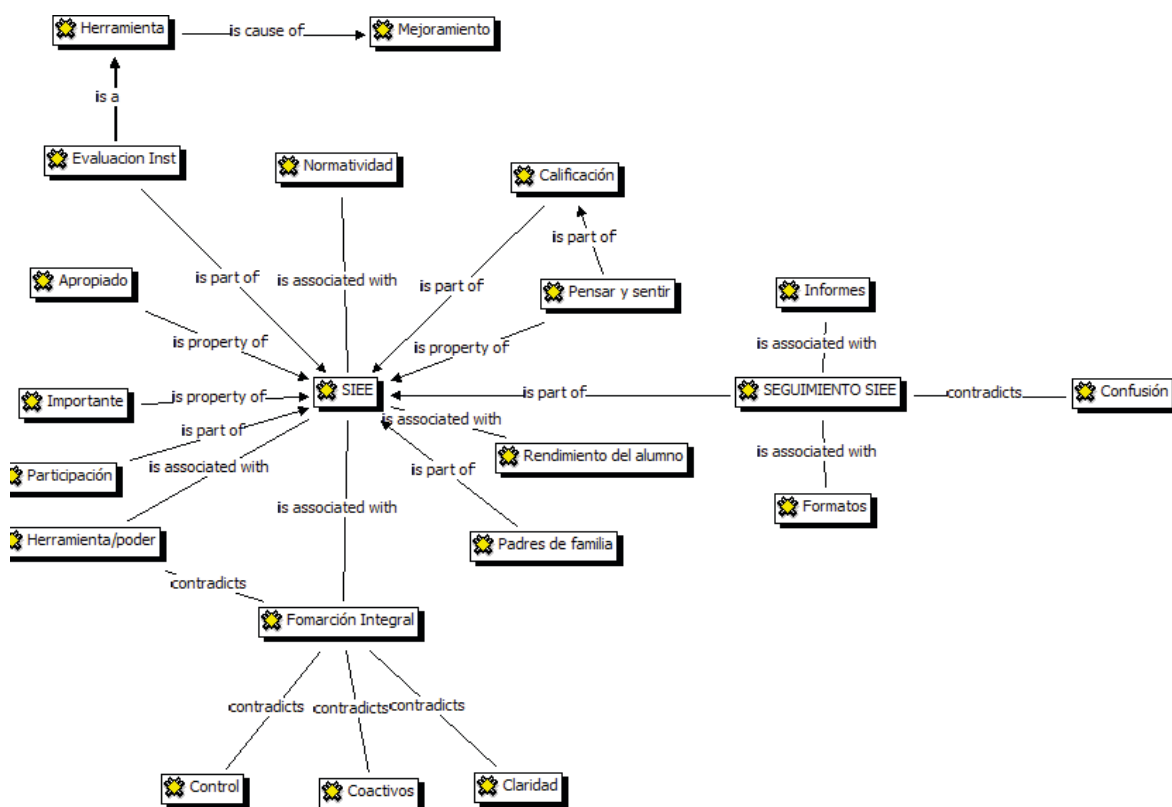 Herramienta
is cause of
Mejoramiento
is a
Evaluacion Inst
Normatividad
Calificación
is part of
Apropiado
is part of
is associated with
is part of
Pensar y sentir
Informes
is property of
is property of
is associated with
Importante
is property of
SIEE
is part of
SEGUIMIENTO SIEE
contradicts
Confusión
is part of
is associated with
Participación
is associated with
Rendimiento del alumno
is part of
is associated with
is associated with
Formatos
Herramienta/poder
Padres de familia
contradicts
Fomarción Integral
contradicts
contradicts
contradicts
Control
Coactivos
Claridad